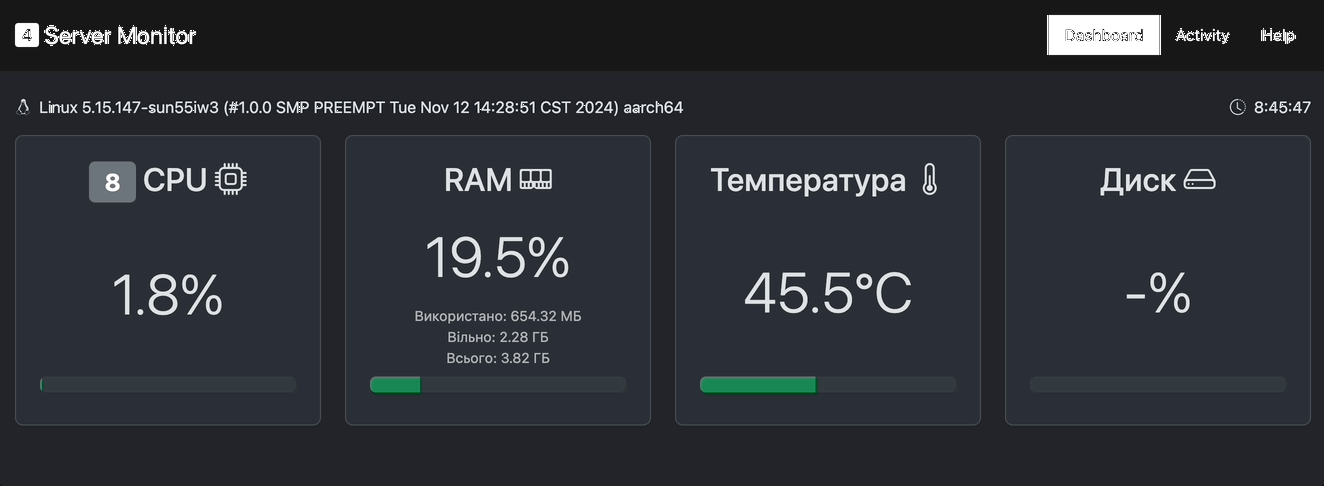 4 Server Monitor
Dashboard Activity Help
Linux 5.15.147-sun55iw3 (#1.0.0 SMP PREEMPT Tue Nov 12 14:28:51 CST 2024) aarch64
8:45:47
8 CPU
1.8%
RAM
19.5%
Використано: 654.32 МБ
Вільно: 2.28 ГБ
Всього: 3.82 ГБ
Температура
45.5°C
Диск
-%